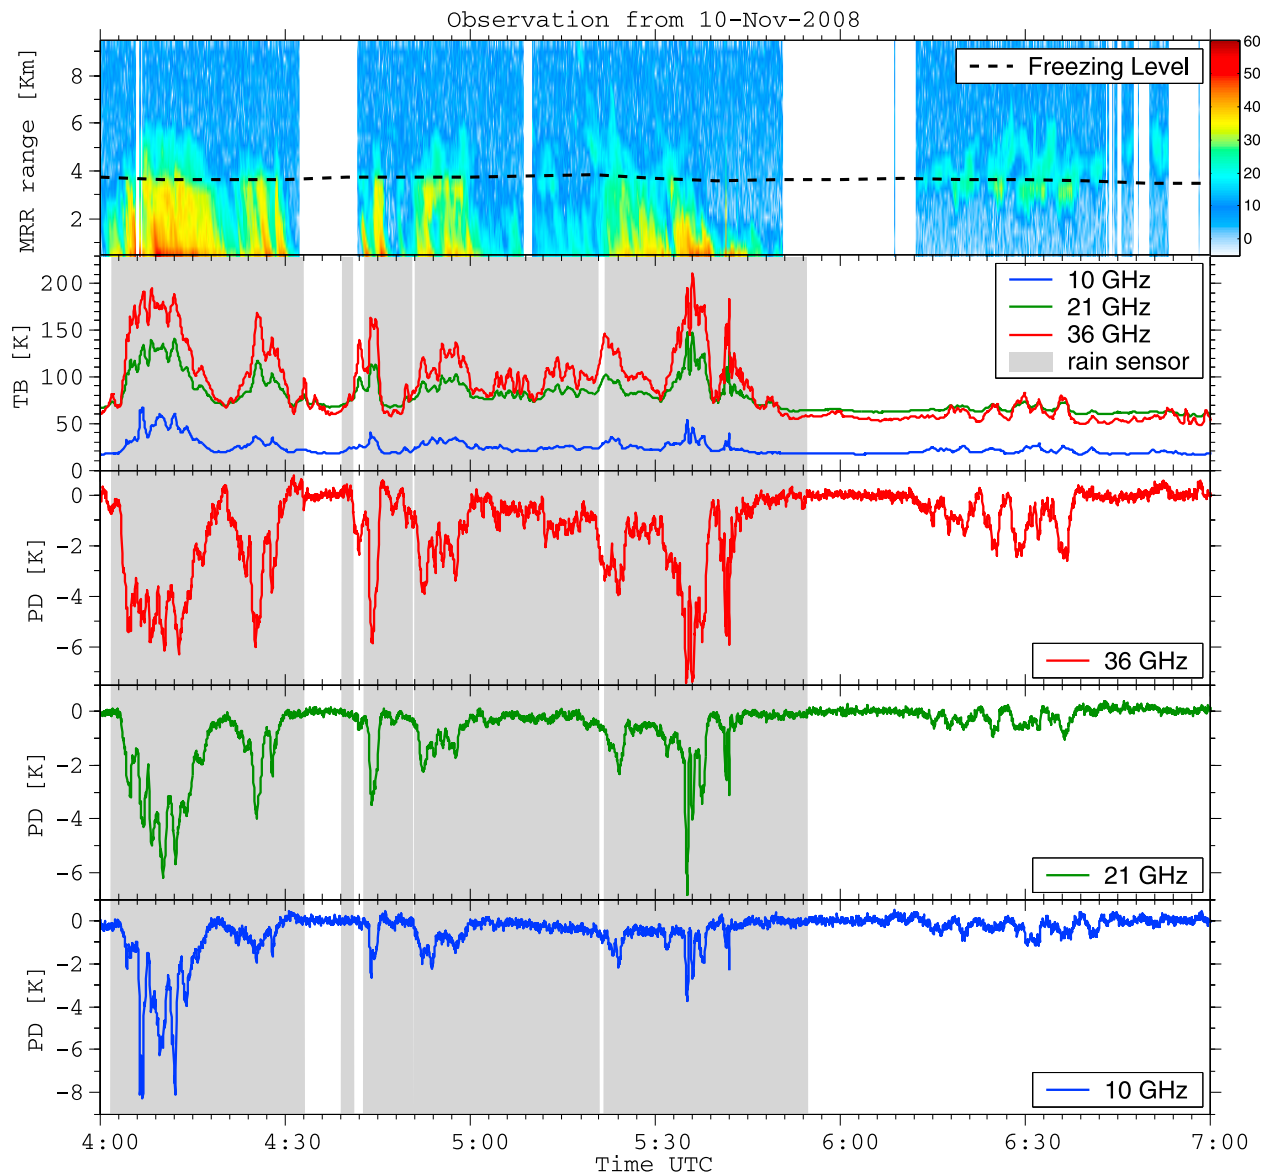 Observation from 10-Nov-2008
MRR range [Km]
8
6
4
2
Freezing Level
60
50
40
30
20
10
0
TB [K]
200
150
100
50
0
10 GHz
21 GHz
36 GHz
rain sensor
PD [K]
0
-2
-4
-6
36 GHz
PD [K]
0
-2
-4
-6
21 GHz
PD [K]
0
-2
-4
-6
-8
10 GHz
4:00 4:30 5:00 5:30 6:00 6:30 7:00
Time UTC